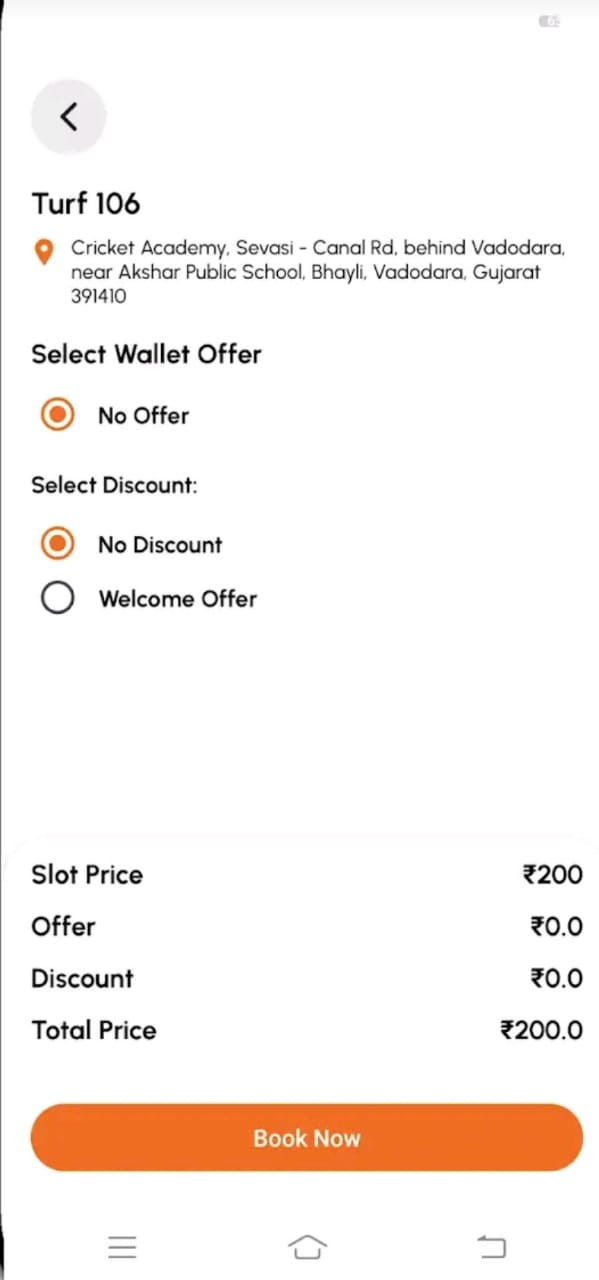 Turf 106
Cricket Academy, Sevasi - Canal Rd, behind Vadodara,
near Akshar Public School, Bhayli, Vadodara, Gujarat
391410
Select Wallet Offer
No Offer
Select Discount:
No Discount
Welcome Offer
Slot Price ₹200
Offer ₹0.0
Discount ₹0.0
Total Price ₹200.0
Book Now